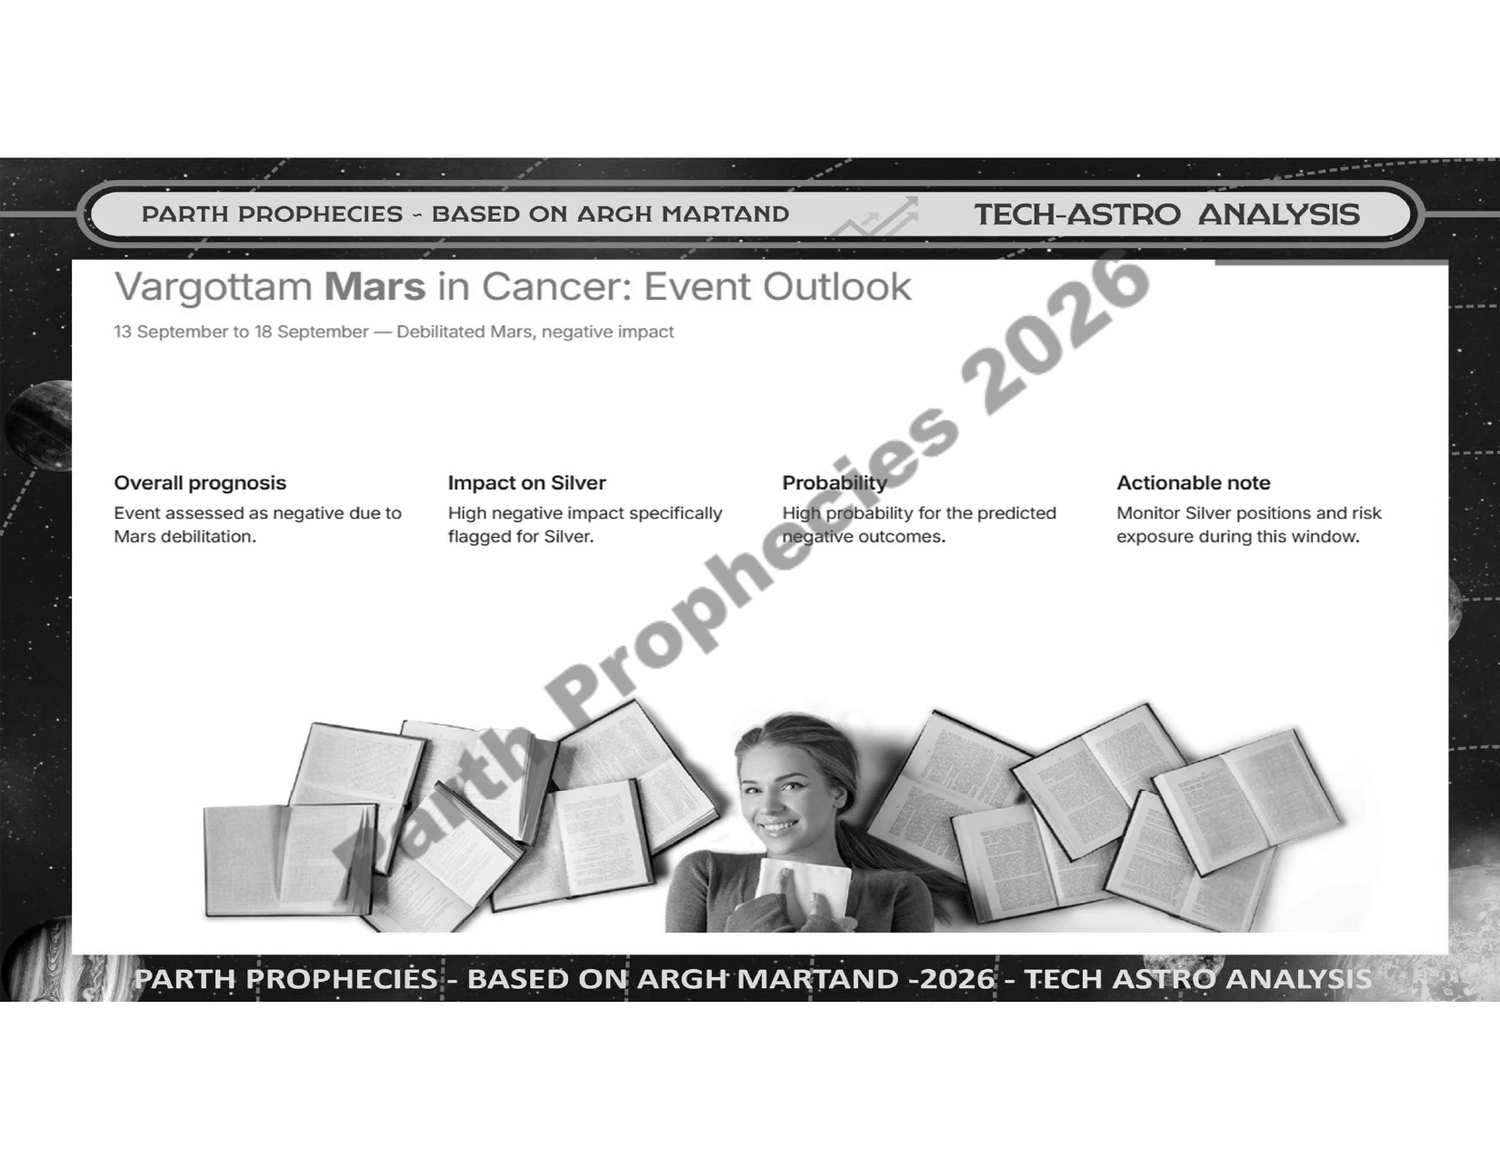 PARTH PROPHECIES ~ BASED ON ARGH MARTAND
TECH-ASTRO ANALYSIS
Vargottam Mars in Cancer: Event Outlook
13 September to 18 September — Debilitated Mars, negative impact
Overall prognosis
Event assessed as negative due to
Mars debilitation.
Impact on Silver
High negative impact specifically
flagged for Silver.
Probability
High probability for the predicted
negative outcomes.
Actionable note
Monitor Silver positions and risk
exposure during this window.
Parth Prophecies 2026
PARTH PROPHECIES - BASED ON ARGH MARTAND -2026 - TECH ASTRO ANALYSIS